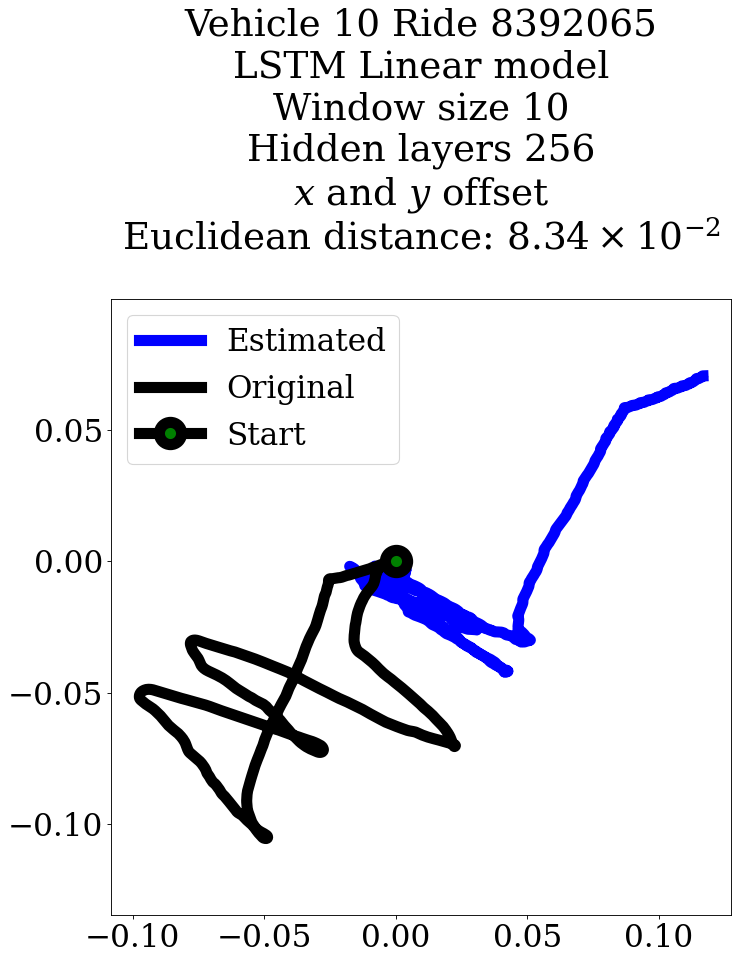 Vehicle 10 Ride 8392065
LSTM Linear model
Window size 10
Hidden layers 256
x and y offset
Euclidean distance: 8.34 × 10⁻²
Estimated
Original
Start
0.05
0.00
−0.05
−0.10
−0.10 −0.05 0.00 0.05 0.10